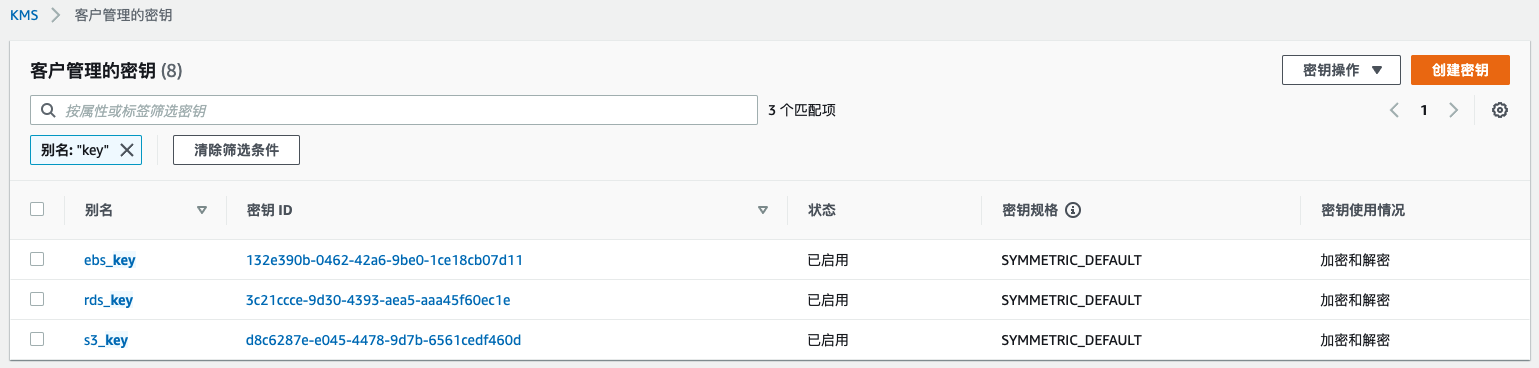 KMS > 客户管理的密钥
客户管理的密钥 (8)
密钥操作
创建密钥
按属性或标签筛选密钥
3 个匹配项
1
别名: "key"
清除筛选条件
别名 密钥 ID 状态 密钥规格 密钥使用情况
ebs_key 132e390b-0462-42a6-9be0-1ce18cb07d11 已启用 SYMMETRIC_DEFAULT 加密和解密
rds_key 3c21ccce-9d30-4393-aea5-aaa45f60ec1e 已启用 SYMMETRIC_DEFAULT 加密和解密
s3_key d8c6287e-e045-4478-9d7b-6561cedf460d 已启用 SYMMETRIC_DEFAULT 加密和解密